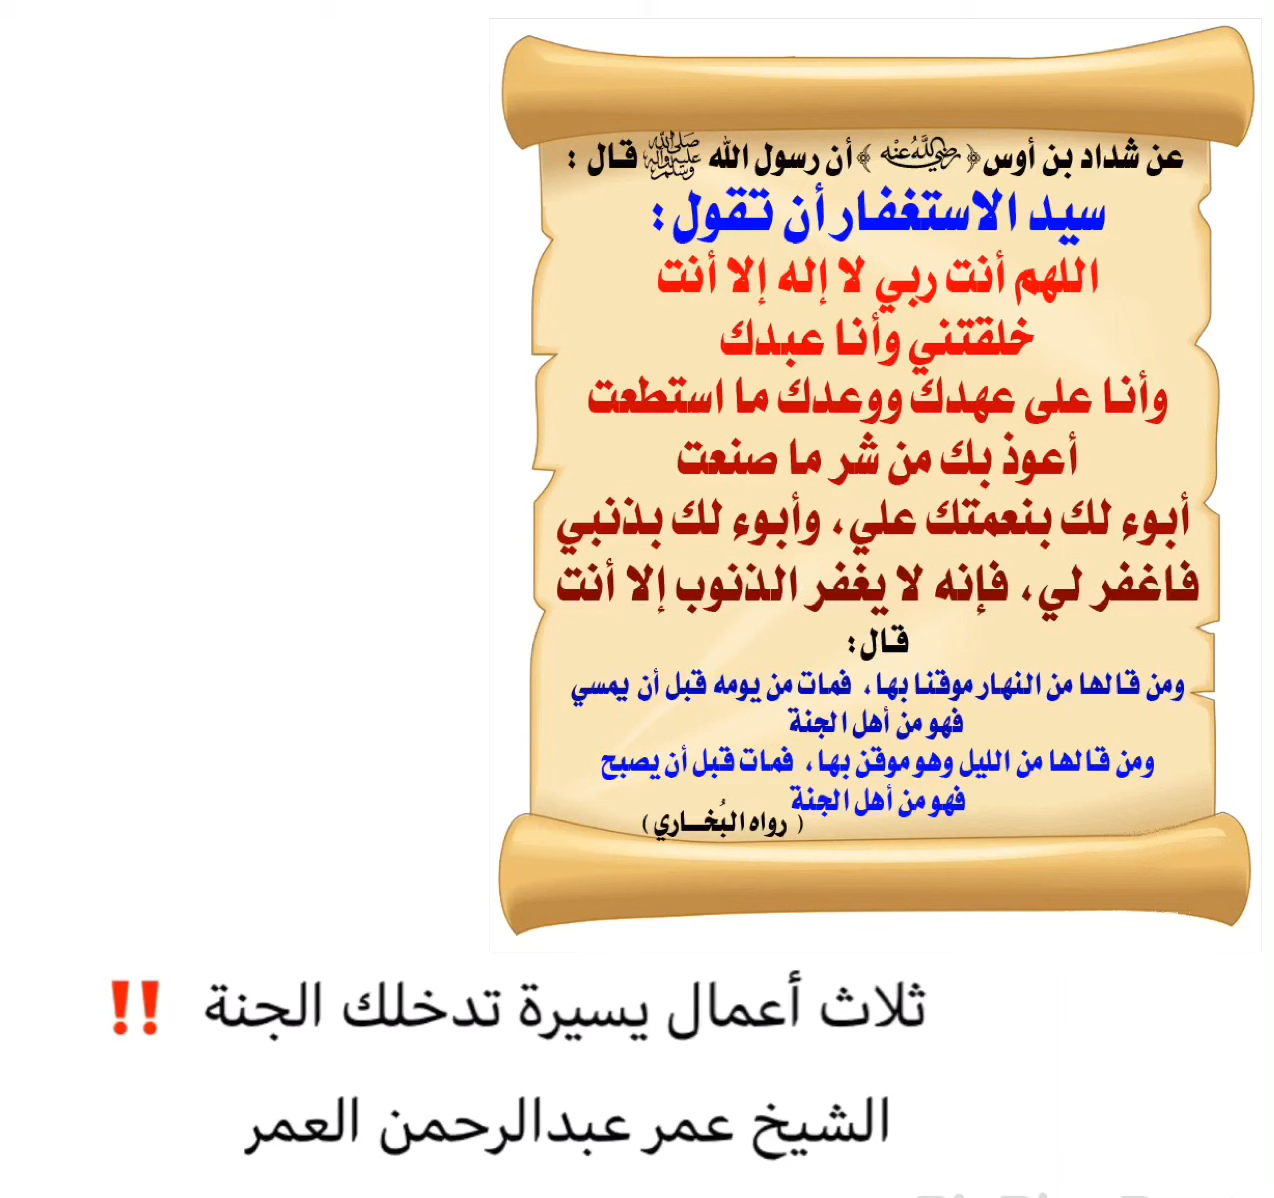 عن شداد بن أوس ﴿رضي الله عنه﴾ أن رسول الله ﷺ قال :
سيد الاستغفار أن تقول :
اللهم أنت ربي لا إله إلا أنت
خلقتني وأنا عبدك
وأنا على عهدك ووعدك ما استطعت
أعوذ بك من شر ما صنعت
أبوء لك بنعمتك علي، وأبوء لك بذنبي
فاغفر لي، فإنه لا يغفر الذنوب إلا أنت
قال :
ومن قالها من النهار موقنا بها، فمات من يومه قبل أن يمسي
فهو من أهل الجنة
ومن قالها من الليل وهو موقن بها، فمات قبل أن يصبح
فهو من أهل الجنة
( رواه البُخـاري )
ثلاث أعمال يسيرة تدخلك الجنة ‼️
الشيخ عمر عبدالرحمن العمر